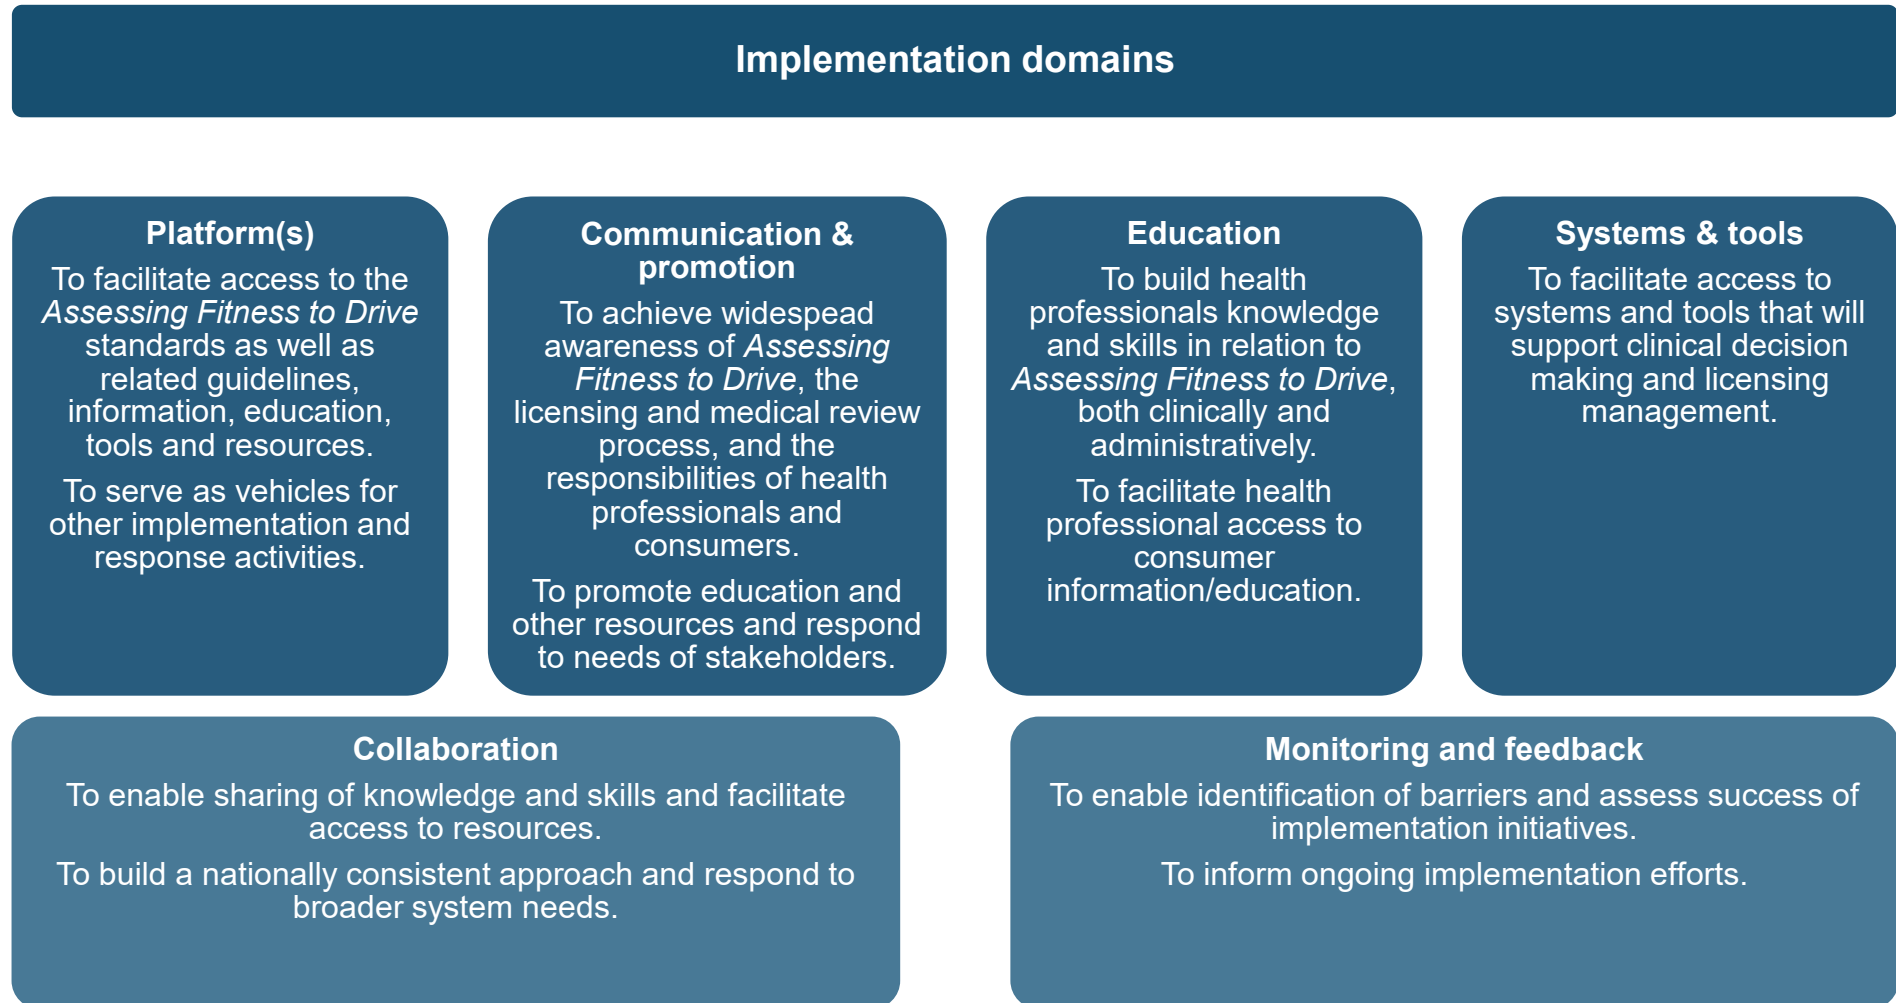 Implementation domains
Platform(s)
To facilitate access to the
Assessing Fitness to Drive
standards as well as
related guidelines,
information, education,
tools and resources.
To serve as vehicles for
other implementation and
response activities.
Communication &
promotion
To achieve widespead
awareness of Assessing
Fitness to Drive, the
licensing and medical review
process, and the
responsibilities of health
professionals and
consumers.
To promote education and
other resources and respond
to needs of stakeholders.
Education
To build health
professionals knowledge
and skills in relation to
Assessing Fitness to Drive,
both clinically and
administratively.
To facilitate health
professional access to
consumer
information/education.
Systems & tools
To facilitate access to
systems and tools that will
support clinical decision
making and licensing
management.
Collaboration
To enable sharing of knowledge and skills and facilitate
access to resources.
To build a nationally consistent approach and respond to
broader system needs.
Monitoring and feedback
To enable identification of barriers and assess success of
implementation initiatives.
To inform ongoing implementation efforts.